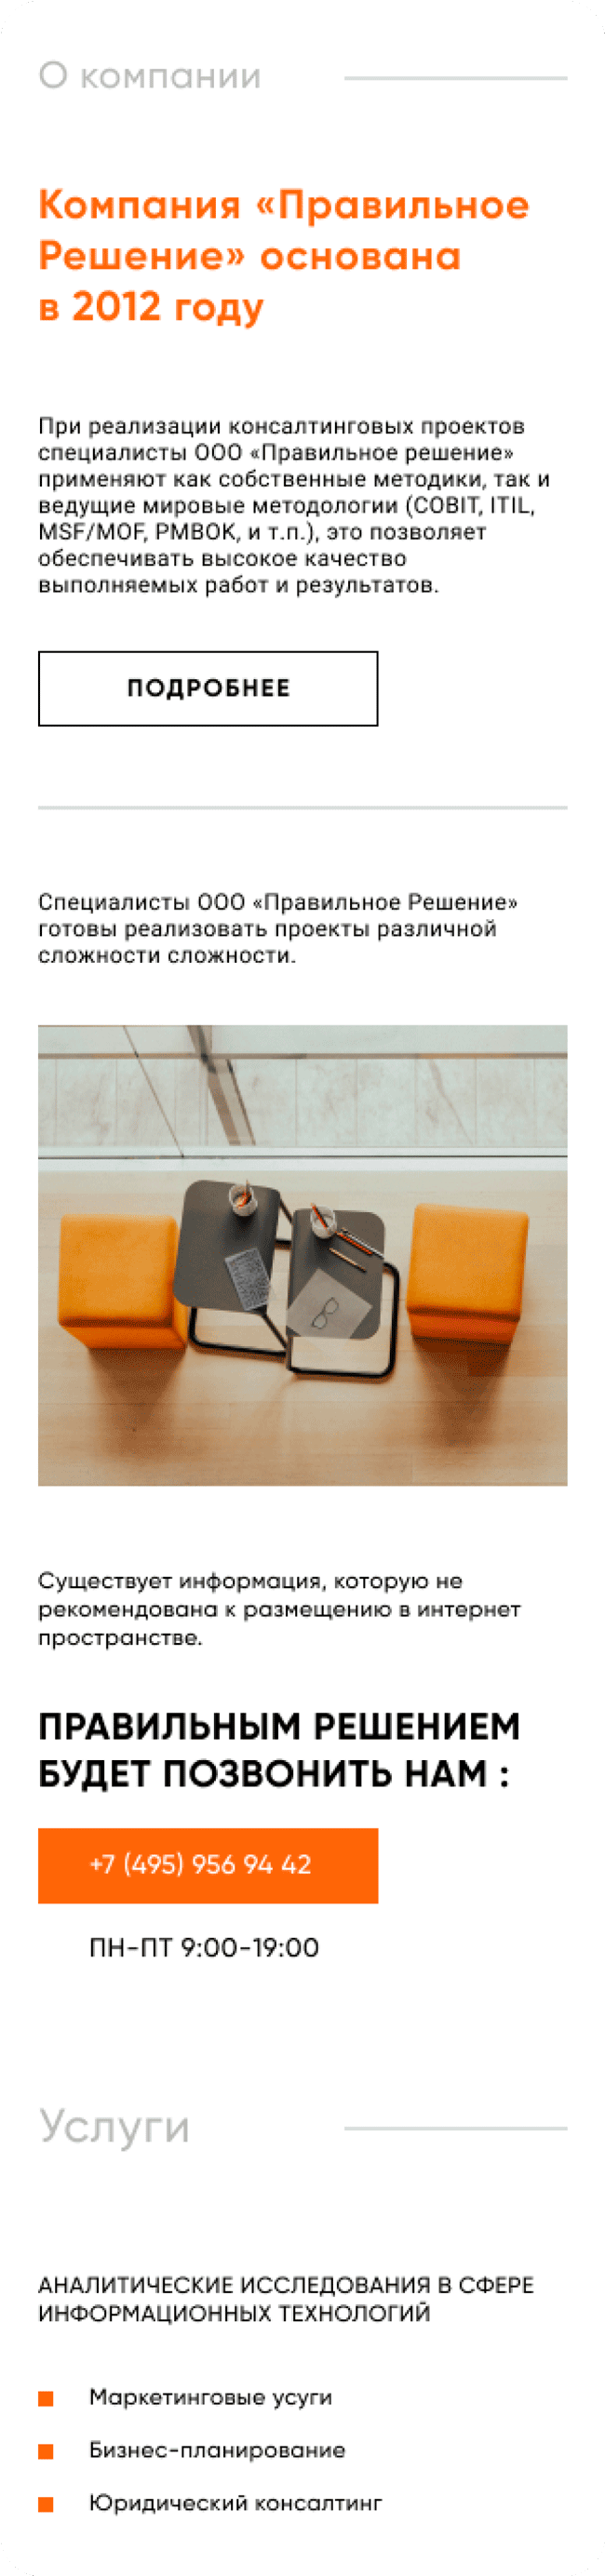 О компании
Компания «Правильное
Решение» основана
в 2012 году
При реализации консалтинговых проектов
специалисты ООО «Правильное решение»
применяют как собственные методики, так и
ведущие мировые методологии (COBIT, ITIL,
MSF/MOF, PMBOK, и т.п.), это позволяет
обеспечивать высокое качество
выполняемых работ и результатов.
ПОДРОБНЕЕ
Специалисты ООО «Правильное Решение»
готовы реализовать проекты различной
сложности сложности.
Существует информация, которую не
рекомендована к размещению в интернет
пространстве.
ПРАВИЛЬНЫМ РЕШЕНИЕМ
БУДЕТ ПОЗВОНИТЬ НАМ :
+7 (495) 956 94 42
ПН-ПТ 9:00-19:00
Услуги
АНАЛИТИЧЕСКИЕ ИССЛЕДОВАНИЯ В СФЕРЕ
ИНФОРМАЦИОННЫХ ТЕХНОЛОГИЙ
Маркетинговые усуги
Бизнес-планирование
Юридический консалтинг